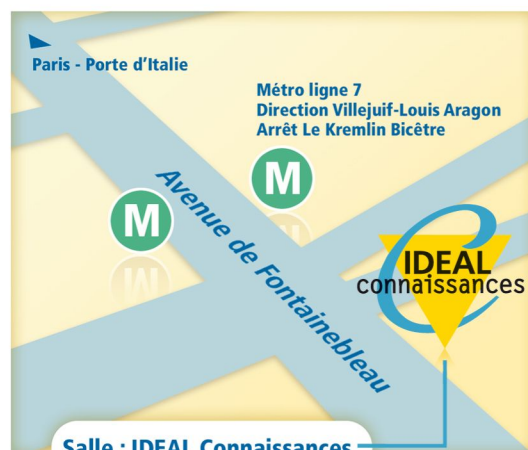 Paris - Porte d'Italie
Métro ligne 7
Direction Villejuif-Louis Aragon
Arrêt Le Kremlin Bicêtre
M
M
Avenue de Fontainebleau
IDEAL
connaissances
Salle : IDEAL Connaissances